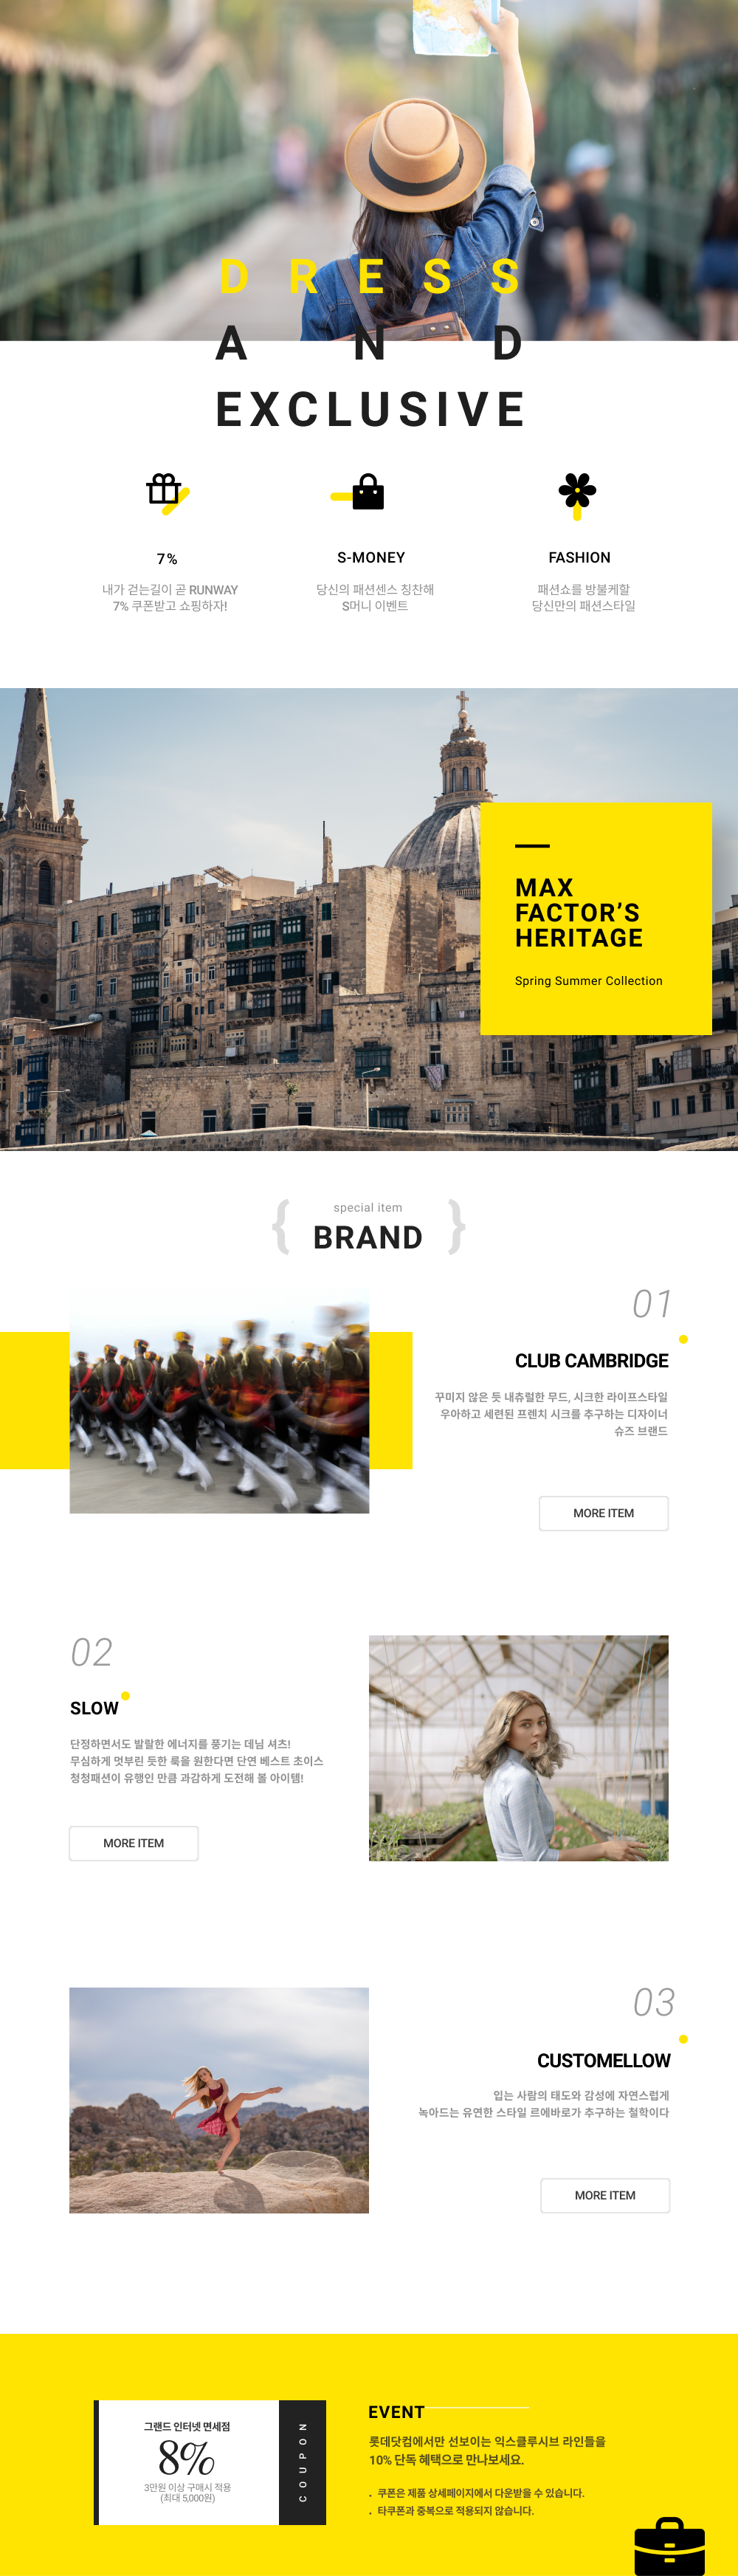 DRESS
AND
EXCLUSIVE
7%
내가 걷는길이 곧 RUNWAY
7% 쿠폰받고 쇼핑하자!
S-MONEY
당신의 패션센스 칭찬해
S머니 이벤트
FASHION
패션쇼를 방불케할
당신만의 패션스타일
MAX
FACTOR’S
HERITAGE
Spring Summer Collection
special item
{ BRAND }
01
CLUB CAMBRIDGE
꾸미지 않은 듯 내츄럴한 무드, 시크한 라이프스타일
우아하고 세련된 프렌치 시크를 추구하는 디자이너
슈즈 브랜드
MORE ITEM
02
SLOW
단정하면서도 발랄한 에너지를 풍기는 데님 셔츠!
무심하게 멋부린 듯한 룩을 원한다면 단연 베스트 초이스
청청패션이 유행인 만큼 과감하게 도전해 볼 아이템!
MORE ITEM
03
CUSTOMELLOW
입는 사람의 태도와 감성에 자연스럽게
녹아드는 유연한 스타일 르에바로가 추구하는 철학이다
MORE ITEM
그랜드 인터넷 면세점
8%
3만원 이상 구매시 적용
(최대 5,000원)
COUPON
EVENT
롯데닷컴에서만 선보이는 익스클루시브 라인들을
10% 단독 혜택으로 만나보세요.
. 쿠폰은 제품 상세페이지에서 다운받을 수 있습니다.
. 타쿠폰과 중복으로 적용되지 않습니다.